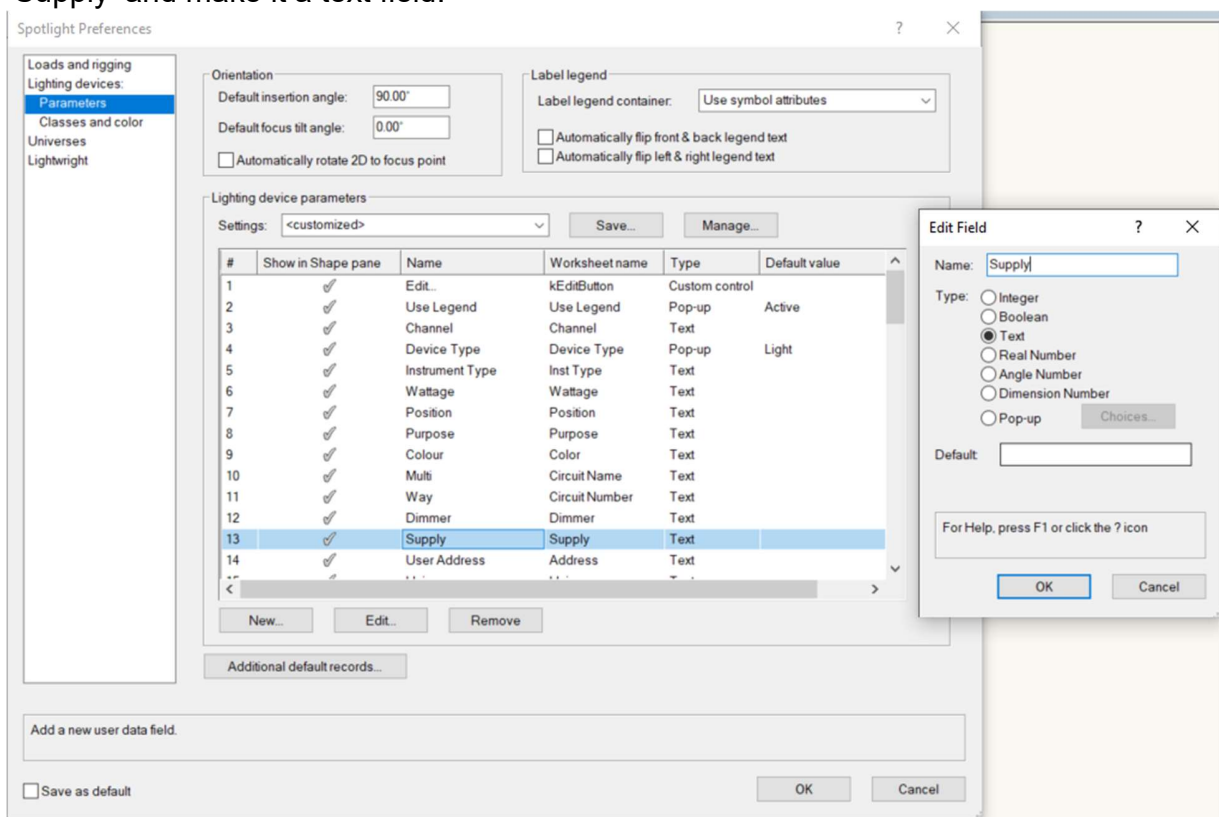 Supply' and make it a text field.
Spotlight Preferences ?
Loads and rigging
Lighting devices:
Parameters
Classes and color
Universes
Lightwright
Orientation
Default insertion angle: 90.00°
Default focus tilt angle: 0.00°
Automatically rotate 2D to focus point
Label legend
Label legend container: Use symbol attributes
Automatically flip front & back legend text
Automatically flip left & right legend text
Lighting device parameters
Settings: <customized> Save... Manage...
# Show in Shape pane Name Worksheet name Type Default value
1 Edit... kEditButton Custom control
2 Use Legend Use Legend Pop-up Active
3 Channel Channel Text
4 Device Type Device Type Pop-up Light
5 Instrument Type Inst Type Text
6 Wattage Wattage Text
7 Position Position Text
8 Purpose Purpose Text
9 Colour Color Text
10 Multi Circuit Name Text
11 Way Circuit Number Text
12 Dimmer Dimmer Text
13 Supply Supply Text
14 User Address Address Text
New... Edit... Remove
Additional default records...
Add a new user data field.
Save as default
OK Cancel
Edit Field ?
Name: Supply
Type: Integer
Boolean
Text
Real Number
Angle Number
Dimension Number
Pop-up Choices...
Default:
For Help, press F1 or click the ? icon
OK Cancel